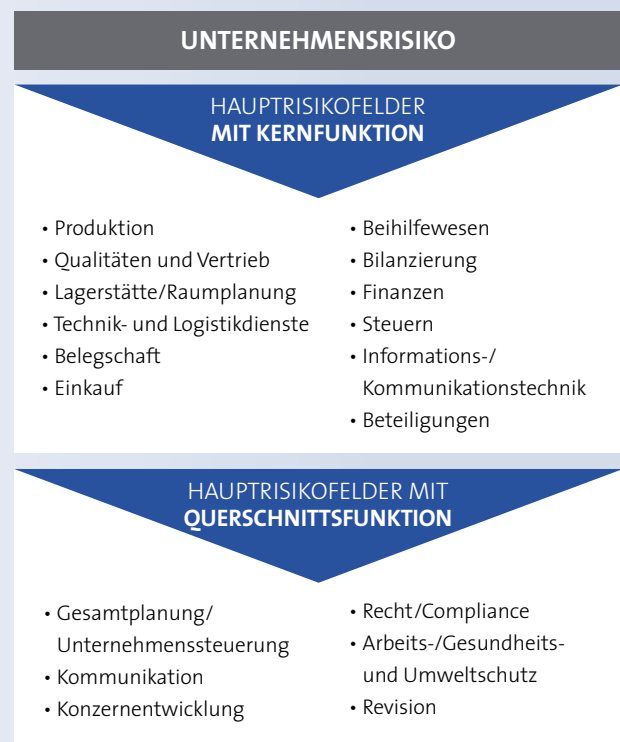 UNTERNEHMENSRISIKO
HAUPTRISIKOFELDER
MIT KERNFUNKTION
• Produktion
• Qualitäten und Vertrieb
• Lagerstätte/Raumplanung
• Technik- und Logistikdienste
• Belegschaft
• Einkauf
• Beihilfewesen
• Bilanzierung
• Finanzen
• Steuern
• Informations-/
Kommunikationstechnik
• Beteiligungen
HAUPTRISIKOFELDER MIT
QUERSCHNITTSFUNKTION
• Gesamtplanung/
Unternehmenssteuerung
• Kommunikation
• Konzernentwicklung
• Recht/Compliance
• Arbeits-/Gesundheits-
und Umweltschutz
• Revision